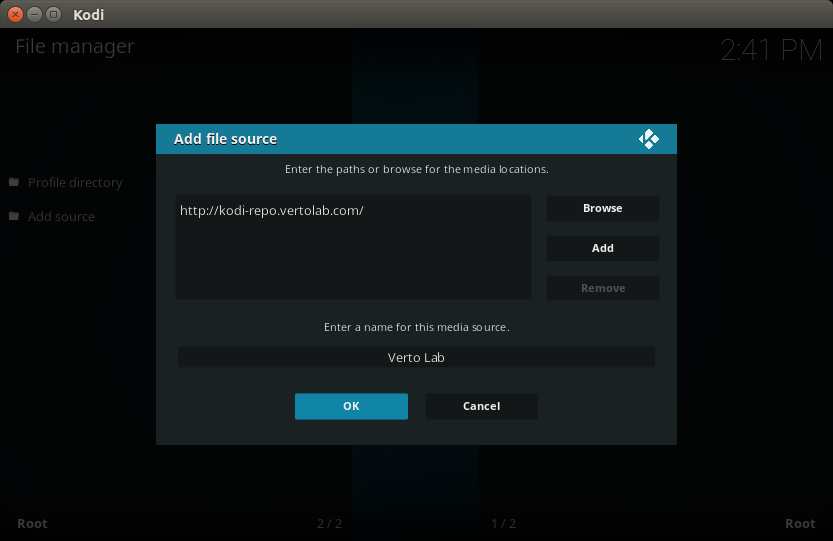 Kodi
File manager
2:41 PM
Add file source
Enter the paths or browse for the media locations.
Profile directory
Add source
http://kodi-repo.vertolab.com/
Browse
Add
Remove
Enter a name for this media source.
Verto Lab
OK
Cancel
Root
2 / 2
1 / 2
Root